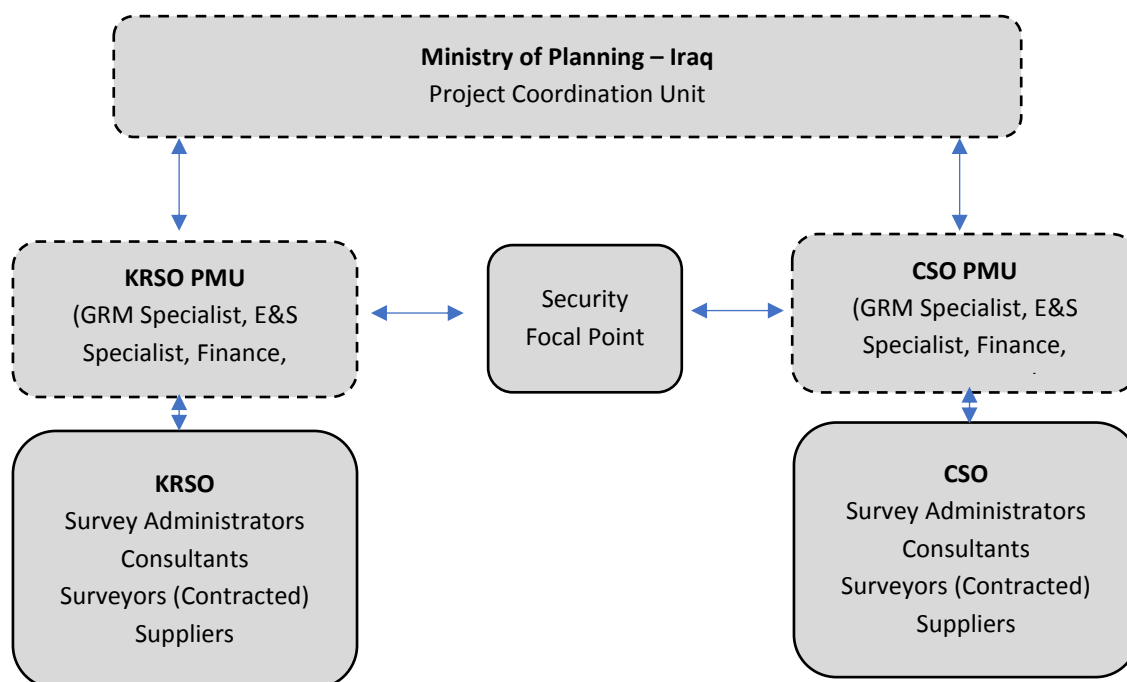 Ministry of Planning – Iraq
Project Coordination Unit
KRSO PMU
(GRM Specialist, E&S
Specialist, Finance,
Security
Focal Point
CSO PMU
(GRM Specialist, E&S
Specialist, Finance,
KRSO
Survey Administrators
Consultants
Surveyors (Contracted)
Suppliers
CSO
Survey Administrators
Consultants
Surveyors (Contracted)
Suppliers